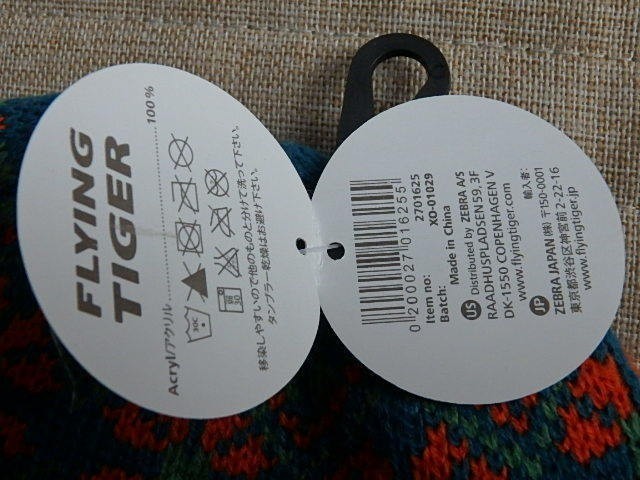 FLYING
TIGER
Acryl/アクリル 100%
30C
移染しやすいので他のものと分けて洗って下さい。
タンブラー乾燥はお避け下さい。
0200027016255
Item no: 2701625
Batch: XO-01029
Made in China
US Distributed by ZEBRA A/S
RAADHUSPLADSEN 59, 3F
DK-1550 COPENHAGEN V
www.flyingtiger.com
JP 輸入者:
ZEBRA JAPAN (株) 〒150-0001
東京都渋谷区神宮前 2-22-16
www.flyingtiger.jp